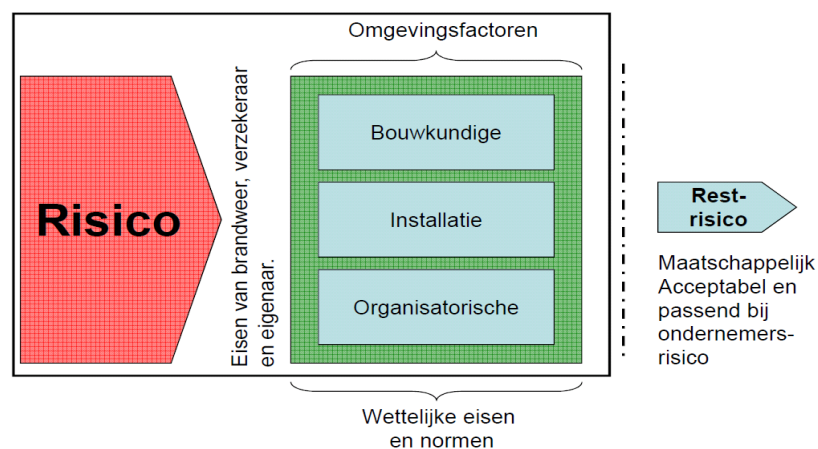 Omgevingsfactoren
Risico
Eisen van brandweer, verzekeraar
en eigenaar.
Bouwkundige
Installatie
Organisatorische
Wettelijke eisen
en normen
Rest-
risico
Maatschappelijk
Acceptabel en
passend bij
ondernemers-
risico